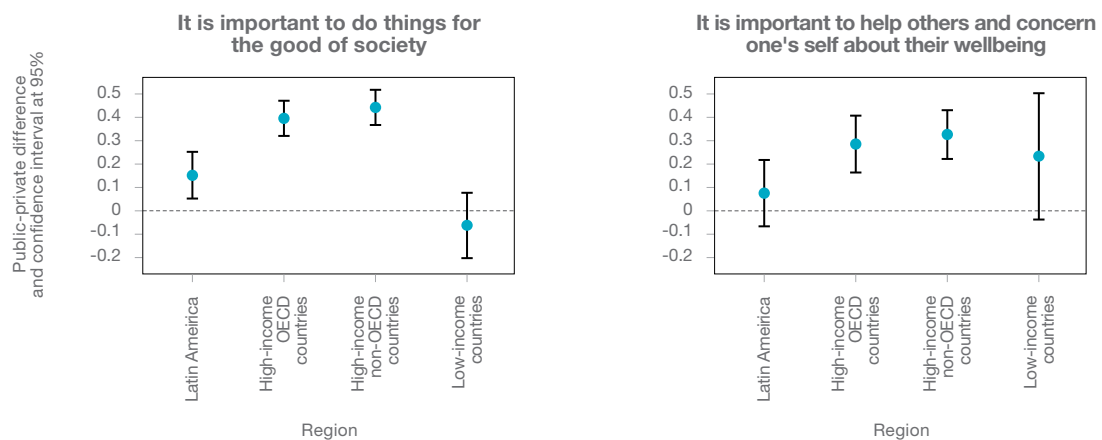 It is important to do things for
the good of society
Public-private difference
and confidence interval at 95%
0.5
0.4
0.3
0.2
0.1
0
-0.1
-0.2
Latin Ameirica
High-income
OECD
countries
High-income
non-OECD
countries
Low-income
countries
Region
It is important to help others and concern
one's self about their wellbeing
0.5
0.4
0.3
0.2
0.1
0
-0.1
-0.2
Latin Ameirica
High-income
OECD
countries
High-income
non-OECD
countries
Low-income
countries
Region